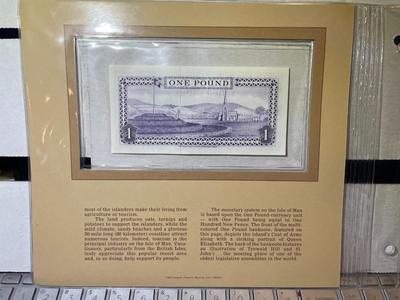 ONE POUND
1 1
most of the islanders make their living from
agriculture or tourism.
The land produces oats, turnips and
potatoes to support the islanders, while the
mild climate, sandy beaches and a glorious
50-mile-long (80 kilometers) coastline attract
numerous tourists. Indeed, tourism is the
principal industry on the Isle of Man. Vaca-
tioners, particularly from the British Isles,
truly appreciate this popular resort area
and, in so doing, help support its people.
The monetary system on the Isle of Man
is based upon the One Pound currency unit
— with One Pound being equal to One
Hundred New Pence. The front of the multi-
colored One Pound banknote, featured on
this page, depicts the island's Coat of Arms
along with a striking portrait of Queen
Elizabeth. The back of the banknote features
an illustration of Tynwald Hill and St.
John's . . . the meeting place of one of the
oldest legislative assemblies in the world.